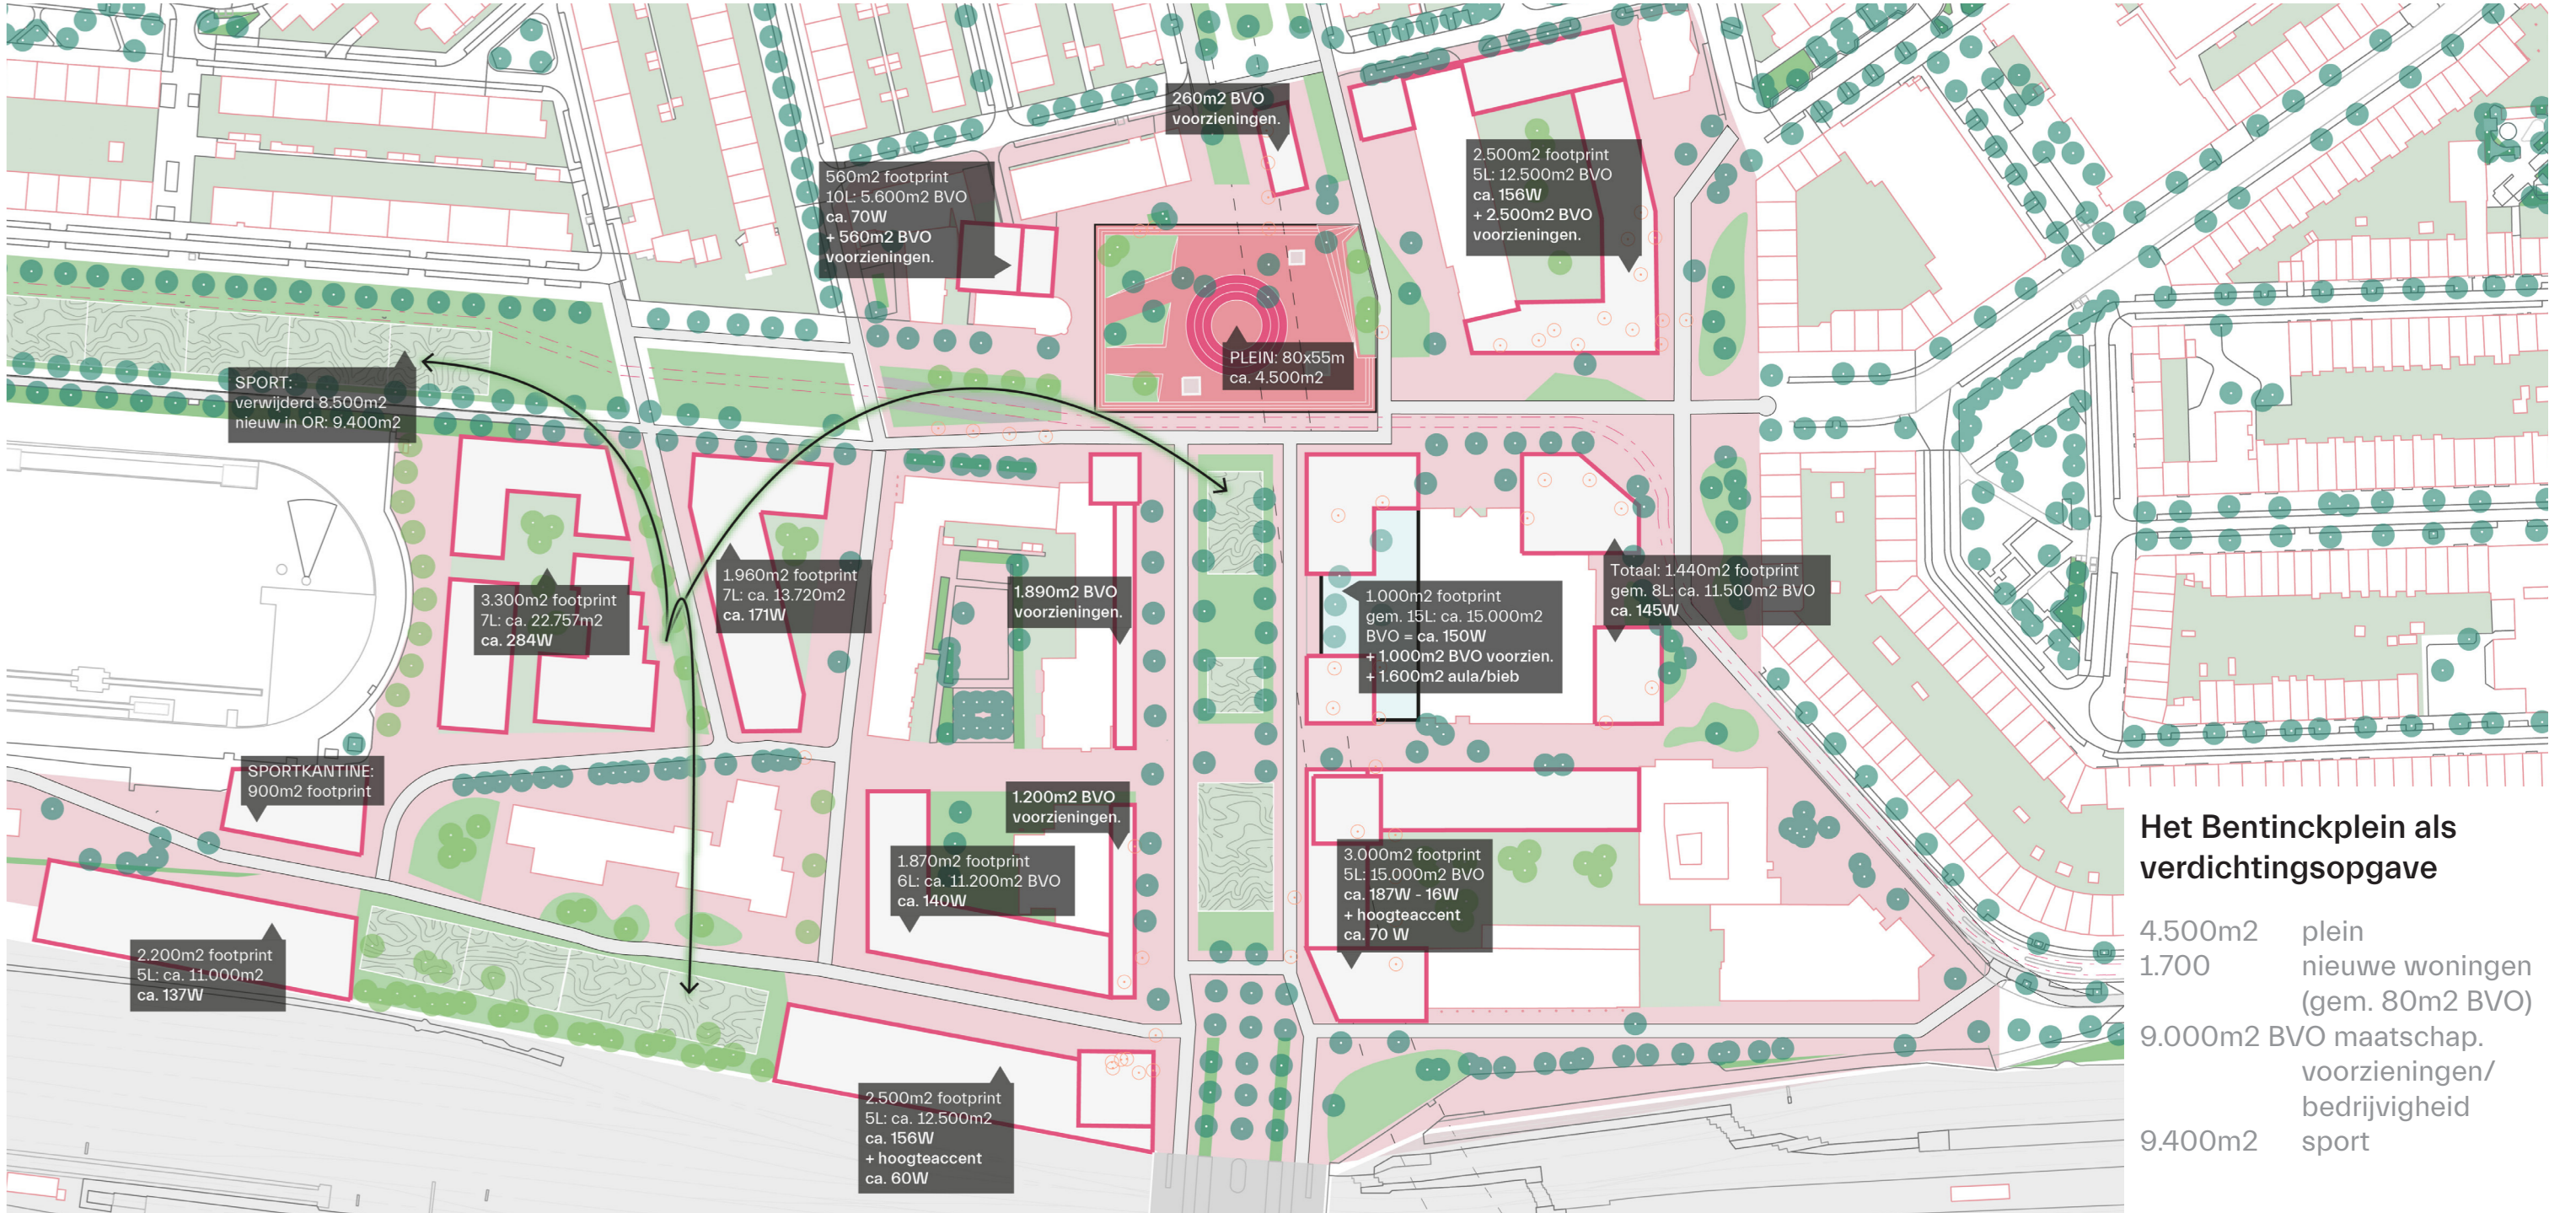 260m2 BVO
voorzieningen.
560m2 footprint
10L: 5.600m2 BVO
ca. 70W
+ 560m2 BVO
voorzieningen.
2.500m2 footprint
5L: 12.500m2 BVO
ca. 156W
+ 2.500m2 BVO
voorzieningen.
PLEIN: 80x55m
ca. 4.500m2
SPORT:
verwijderd 8.500m2
nieuw in OR: 9.400m2
3.300m2 footprint
7L: ca. 22.757m2
ca. 284W
1.960m2 footprint
7L: ca. 13.720m2
ca. 171W
1.890m2 BVO
voorzieningen.
1.000m2 footprint
gem. 15L: ca. 15.000m2
BVO = ca. 150W
+ 1.000m2 BVO voorzien.
+ 1.600m2 aula/bieb
Totaal: 1.440m2 footprint
gem. 8L: ca. 11.500m2 BVO
ca. 145W
SPORTKANTINE:
900m2 footprint
1.200m2 BVO
voorzieningen.
1.870m2 footprint
6L: ca. 11.200m2 BVO
ca. 140W
3.000m2 footprint
5L: 15.000m2 BVO
ca. 187W - 16W
+ hoogteaccent
ca. 70 W
2.200m2 footprint
5L: ca. 11.000m2
ca. 137W
2.500m2 footprint
5L: ca. 12.500m2
ca. 156W
+ hoogteaccent
ca. 60W
Het Bentinckplein als
verdichtingsopgave
4.500m2 plein
1.700 nieuwe woningen
(gem. 80m2 BVO)
9.000m2 BVO maatschap.
voorzieningen/
bedrijvigheid
9.400m2 sport